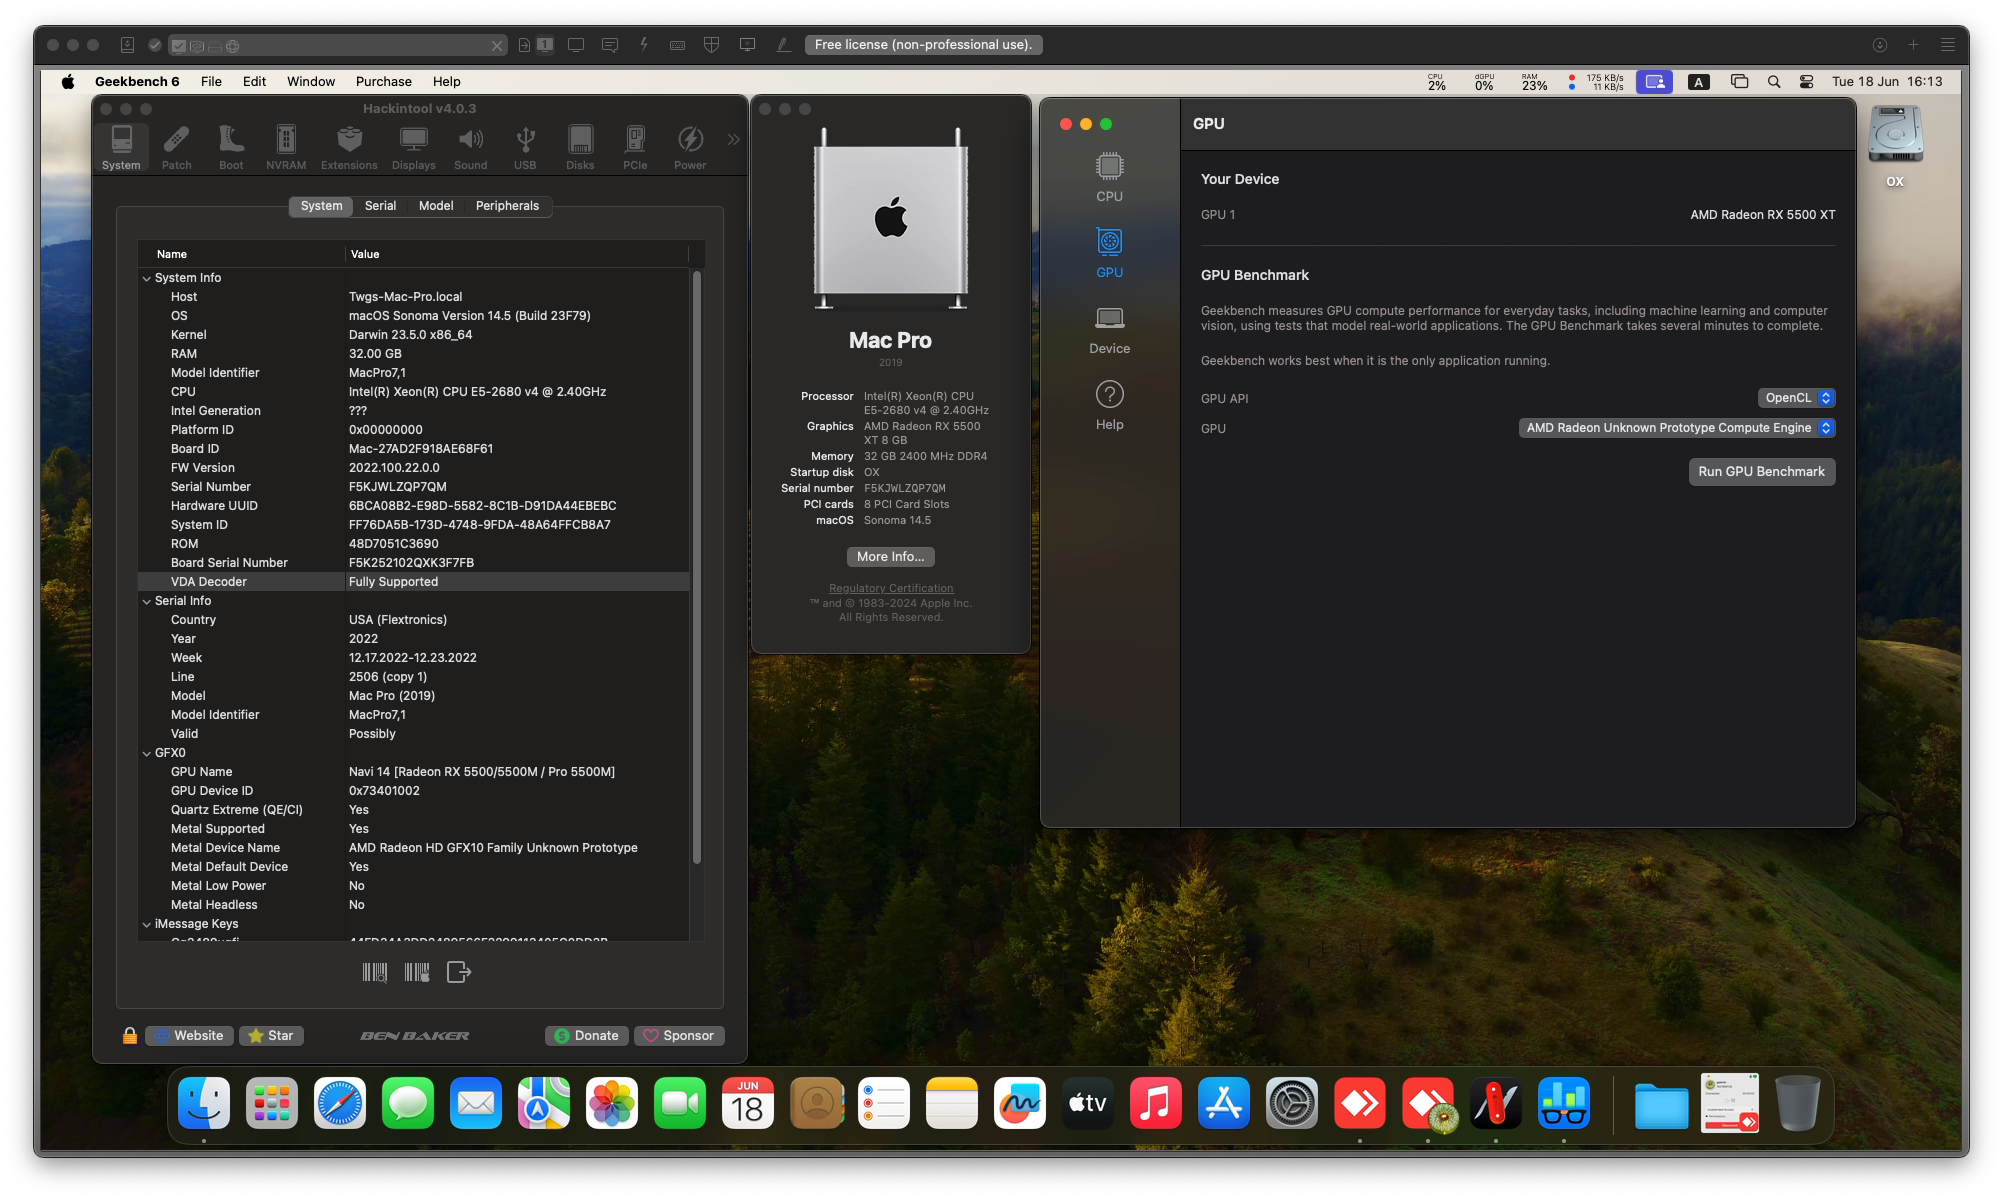 1
Free license (non-professional use).
Geekbench 6 File Edit Window Purchase Help
CPU 2% dGPU 0% RAM 23% 175 KB/s 11 KB/s A Tue 18 Jun 16:13
Hackintool v4.0.3
System Patch Boot NVRAM Extensions Displays Sound USB Disks PCIe Power
System Serial Model Peripherals
Name Value
System Info
Host Twgs-Mac-Pro.local
OS macOS Sonoma Version 14.5 (Build 23F79)
Kernel Darwin 23.5.0 x86_64
RAM 32.00 GB
Model Identifier MacPro7,1
CPU Intel(R) Xeon(R) CPU E5-2680 v4 @ 2.40GHz
Intel Generation ???
Platform ID 0x00000000
Board ID Mac-27AD2F918AE68F61
FW Version 2022.100.22.0.0
Serial Number F5KJWLZQP7QM
Hardware UUID 6BCA08B2-E98D-5582-8C1B-D91DA44EBEBC
System ID FF76DA5B-173D-4748-9FDA-48A64FFCB8A7
ROM 48D7051C3690
Board Serial Number F5K252102QXK3F7FB
VDA Decoder Fully Supported
Serial Info
Country USA (Flextronics)
Year 2022
Week 12.17.2022-12.23.2022
Line 2506 (copy 1)
Model Mac Pro (2019)
Model Identifier MacPro7,1
Valid Possibly
GFX0
GPU Name Navi 14 [Radeon RX 5500/5500M / Pro 5500M]
GPU Device ID 0x73401002
Quartz Extreme (QE/CI) Yes
Metal Supported Yes
Metal Device Name AMD Radeon HD GFX10 Family Unknown Prototype
Metal Default Device Yes
Metal Low Power No
Metal Headless No
iMessage Keys
Website Star BEN BAKER Donate Sponsor
Mac Pro
2019
Processor Intel(R) Xeon(R) CPU
E5-2680 v4 @ 2.40GHz
Graphics AMD Radeon RX 5500
XT 8 GB
Memory 32 GB 2400 MHz DDR4
Startup disk OX
Serial number F5KJWLZQP7QM
PCI cards 8 PCI Card Slots
macOS Sonoma 14.5
More Info...
Regulatory Certification
™ and © 1983-2024 Apple Inc.
All Rights Reserved.
CPU
GPU
Device
Help
GPU
Your Device
GPU 1 AMD Radeon RX 5500 XT
GPU Benchmark
Geekbench measures GPU compute performance for everyday tasks, including machine learning and computer
vision, using tests that model real-world applications. The GPU Benchmark takes several minutes to complete.
Geekbench works best when it is the only application running.
GPU API OpenCL
GPU AMD Radeon Unknown Prototype Compute Engine
Run GPU Benchmark
OX
JUN
18
tv